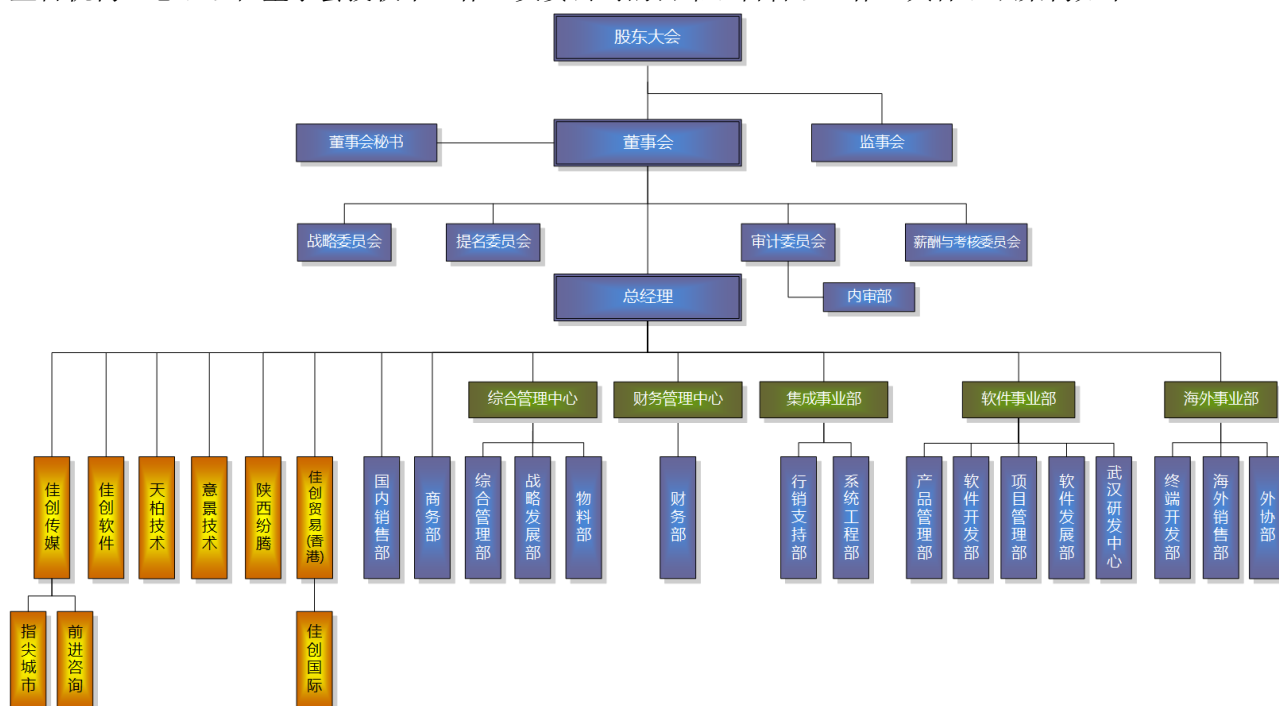 股东大会
董事会秘书
董事会
监事会
战略委员会
提名委员会
审计委员会
薪酬与考核委员会
总经理
内审部
综合管理中心
财务管理中心
集成事业部
软件事业部
海外事业部
佳创传媒
佳创软件
天柏技术
意景技术
陕西纷腾
佳创贸易(香港)
国内销售部
商务部
综合管理部
战略发展部
物料部
财务部
行销支持部
系统工程部
产品管理部
软件开发部
项目管理部
软件发展部
武汉研发中心
终端开发部
海外销售部
外协部
指尖城市
前进咨询
佳创国际